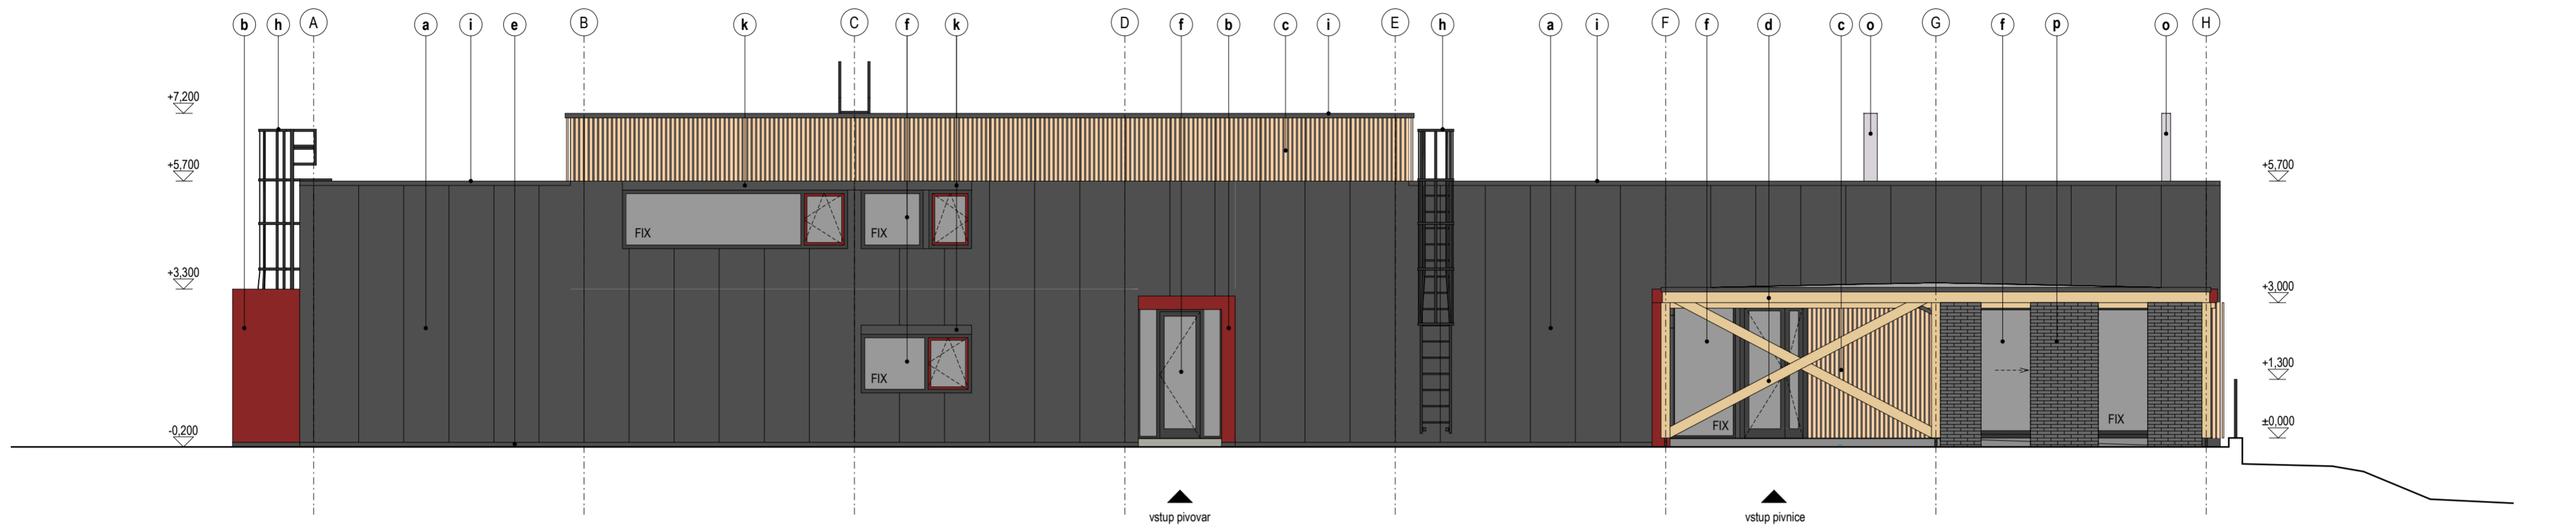 b h A a i e B k C f k D f b c i E h a i F f d c o G f p o H
+7,200
+5,700 +5,700
+3,300
+3,000
FIX FIX
FIX
+1,300
FIX FIX
-0,200 ±0,000
vstup pivovar vstup pivnice